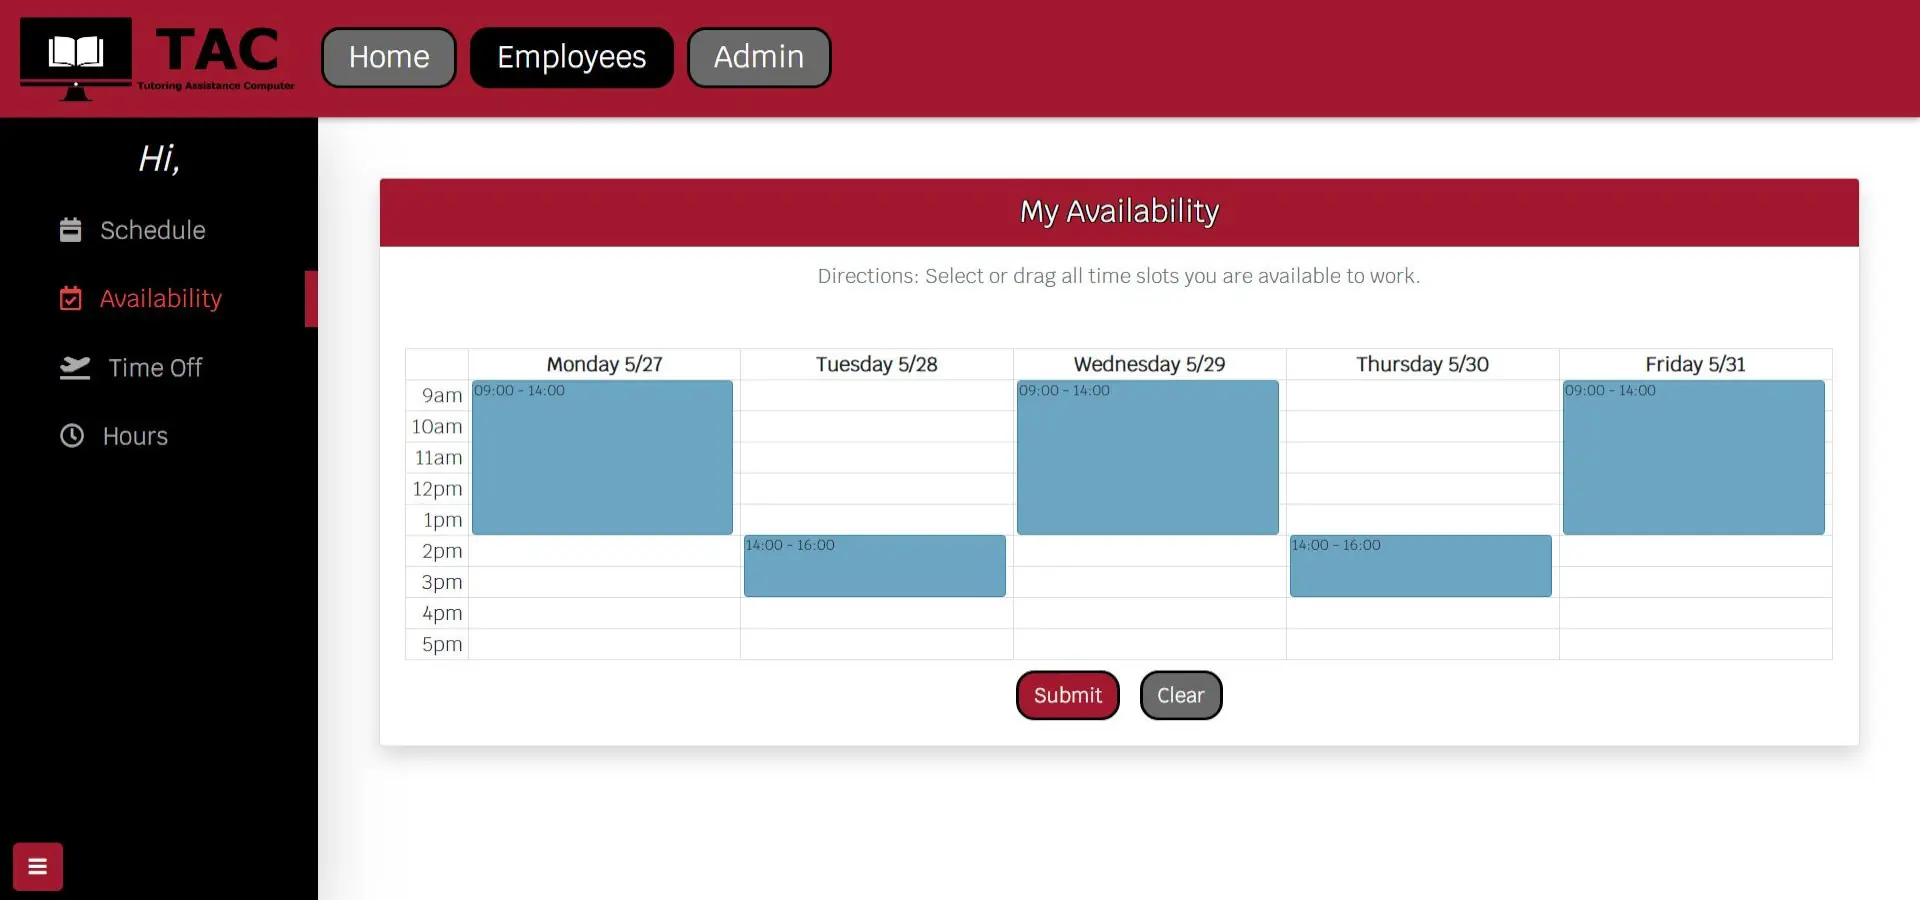 TAC
Tutoring Assistance Computer
Home
Employees
Admin
Hi,
Schedule
Availability
Time Off
Hours
My Availability
Directions: Select or drag all time slots you are available to work.
Monday 5/27
Tuesday 5/28
Wednesday 5/29
Thursday 5/30
Friday 5/31
9am
10am
11am
12pm
1pm
2pm
3pm
4pm
5pm
09:00 - 14:00
14:00 - 16:00
09:00 - 14:00
14:00 - 16:00
09:00 - 14:00
Submit
Clear